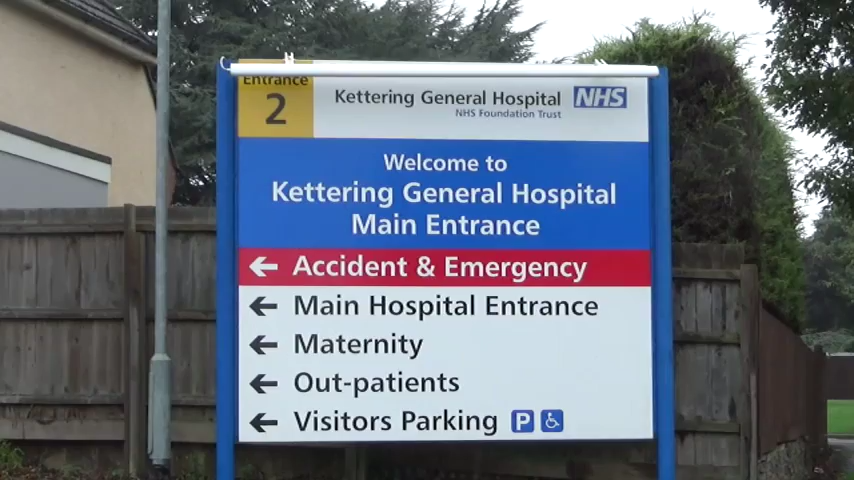 Entrance
2
Kettering General Hospital NHS
NHS Foundation Trust
Welcome to
Kettering General Hospital
Main Entrance
← Accident & Emergency
← Main Hospital Entrance
← Maternity
← Out-patients
← Visitors Parking P